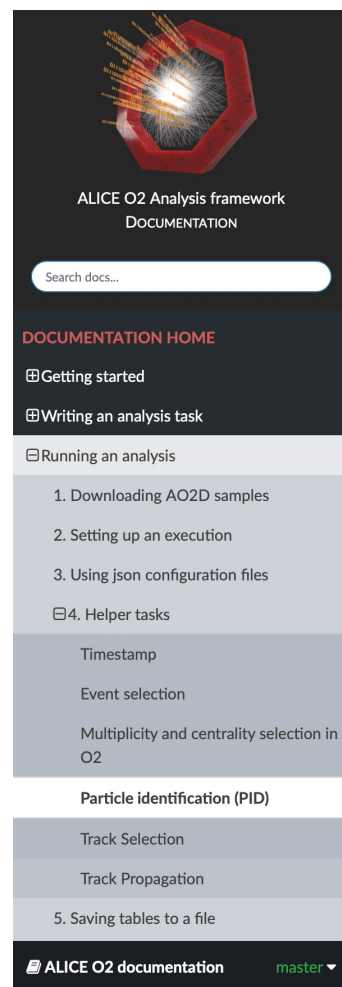 ALICE O2 Analysis framework
DOCUMENTATION
Search docs...
DOCUMENTATION HOME
Getting started
Writing an analysis task
Running an analysis
1. Downloading AO2D samples
2. Setting up an execution
3. Using json configuration files
4. Helper tasks
Timestamp
Event selection
Multiplicity and centrality selection in
O2
Particle identification (PID)
Track Selection
Track Propagation
5. Saving tables to a file
ALICE O2 documentation master